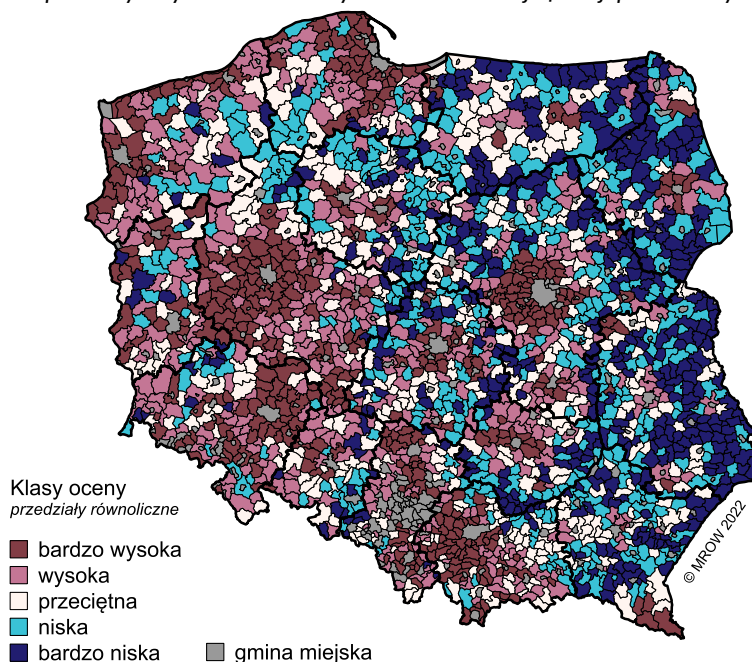 Klasy oceny
przedziały równoliczne
bardzo wysoka
wysoka
przeciętna
niska
bardzo niska
gmina miejska
© MROW 2022